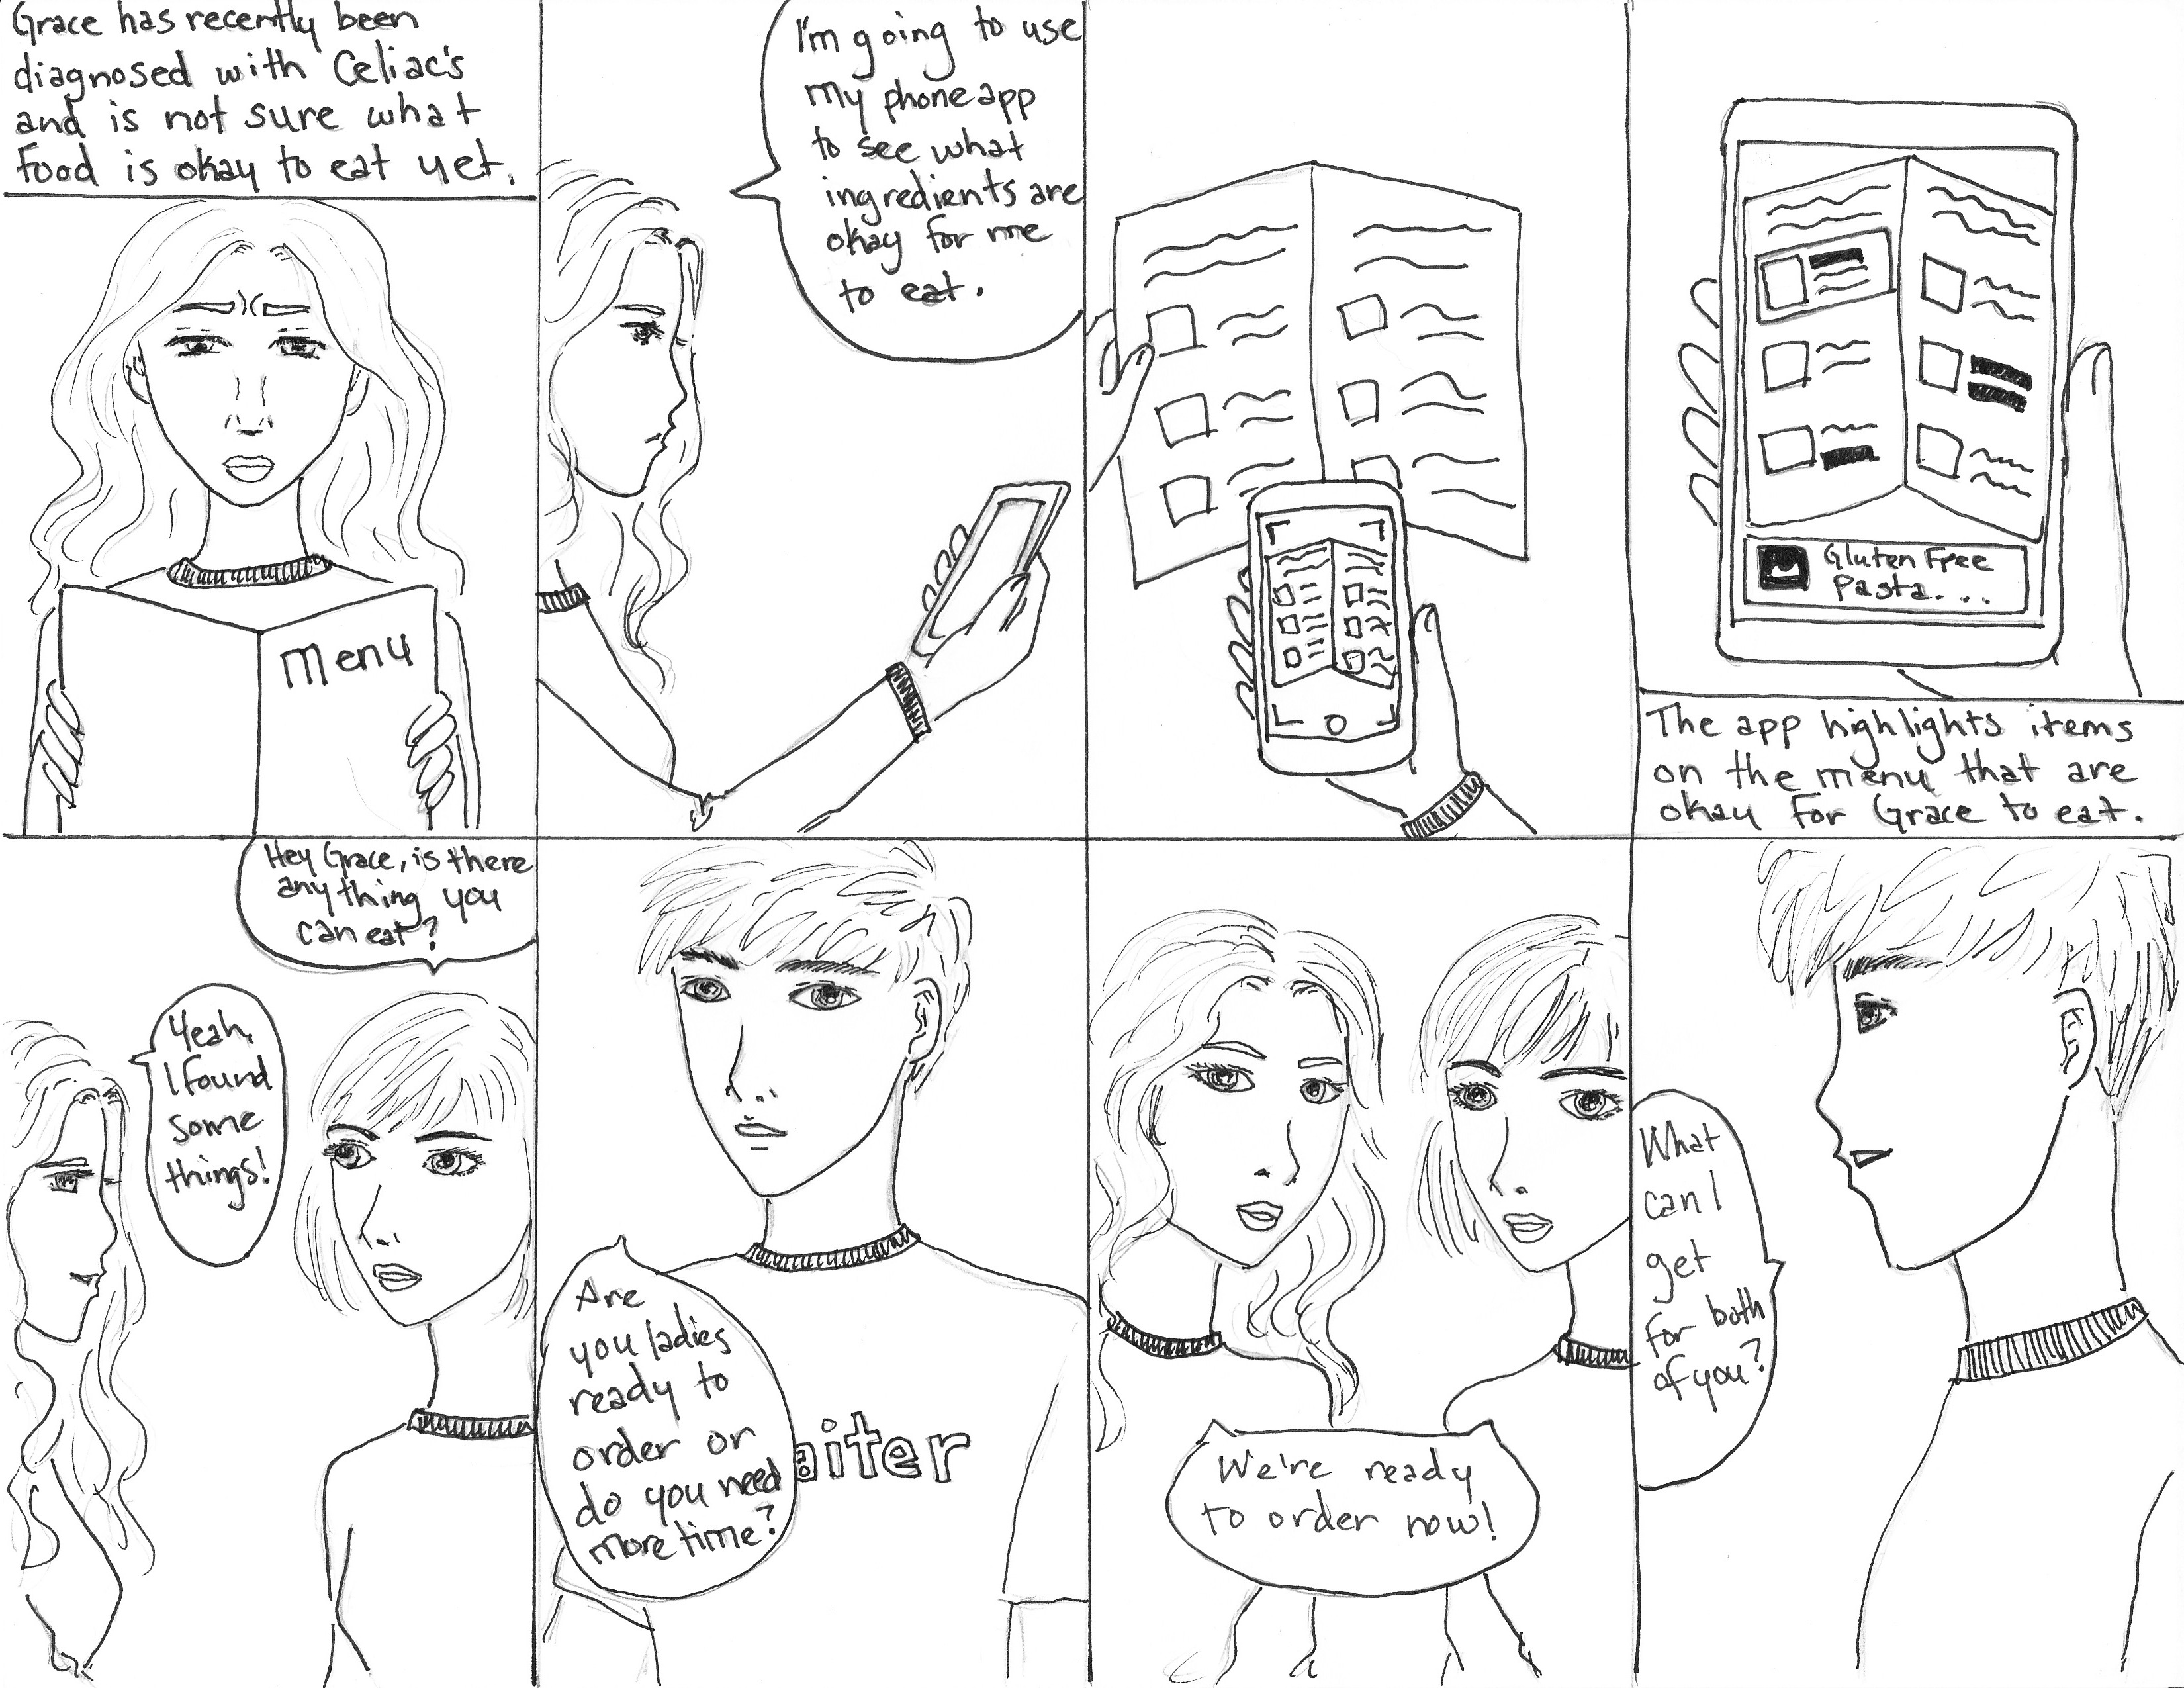 Grace has recently been
diagnosed with Celiac's
and is not sure what
food is okay to eat yet.
Menu
I'm going to use
my phone app
to see what
ingredients are
okay for me
to eat.
Gluten Free
Pasta...
The app highlights items
on the menu that are
okay for Grace to eat.
Hey Grace, is there
anything you
can eat?
Yeah,
I found
some
things!
Are
you ladies
ready to
order or
do you need
more time?
aiter
We're ready
to order now!
What
can I
get
for both
of you?